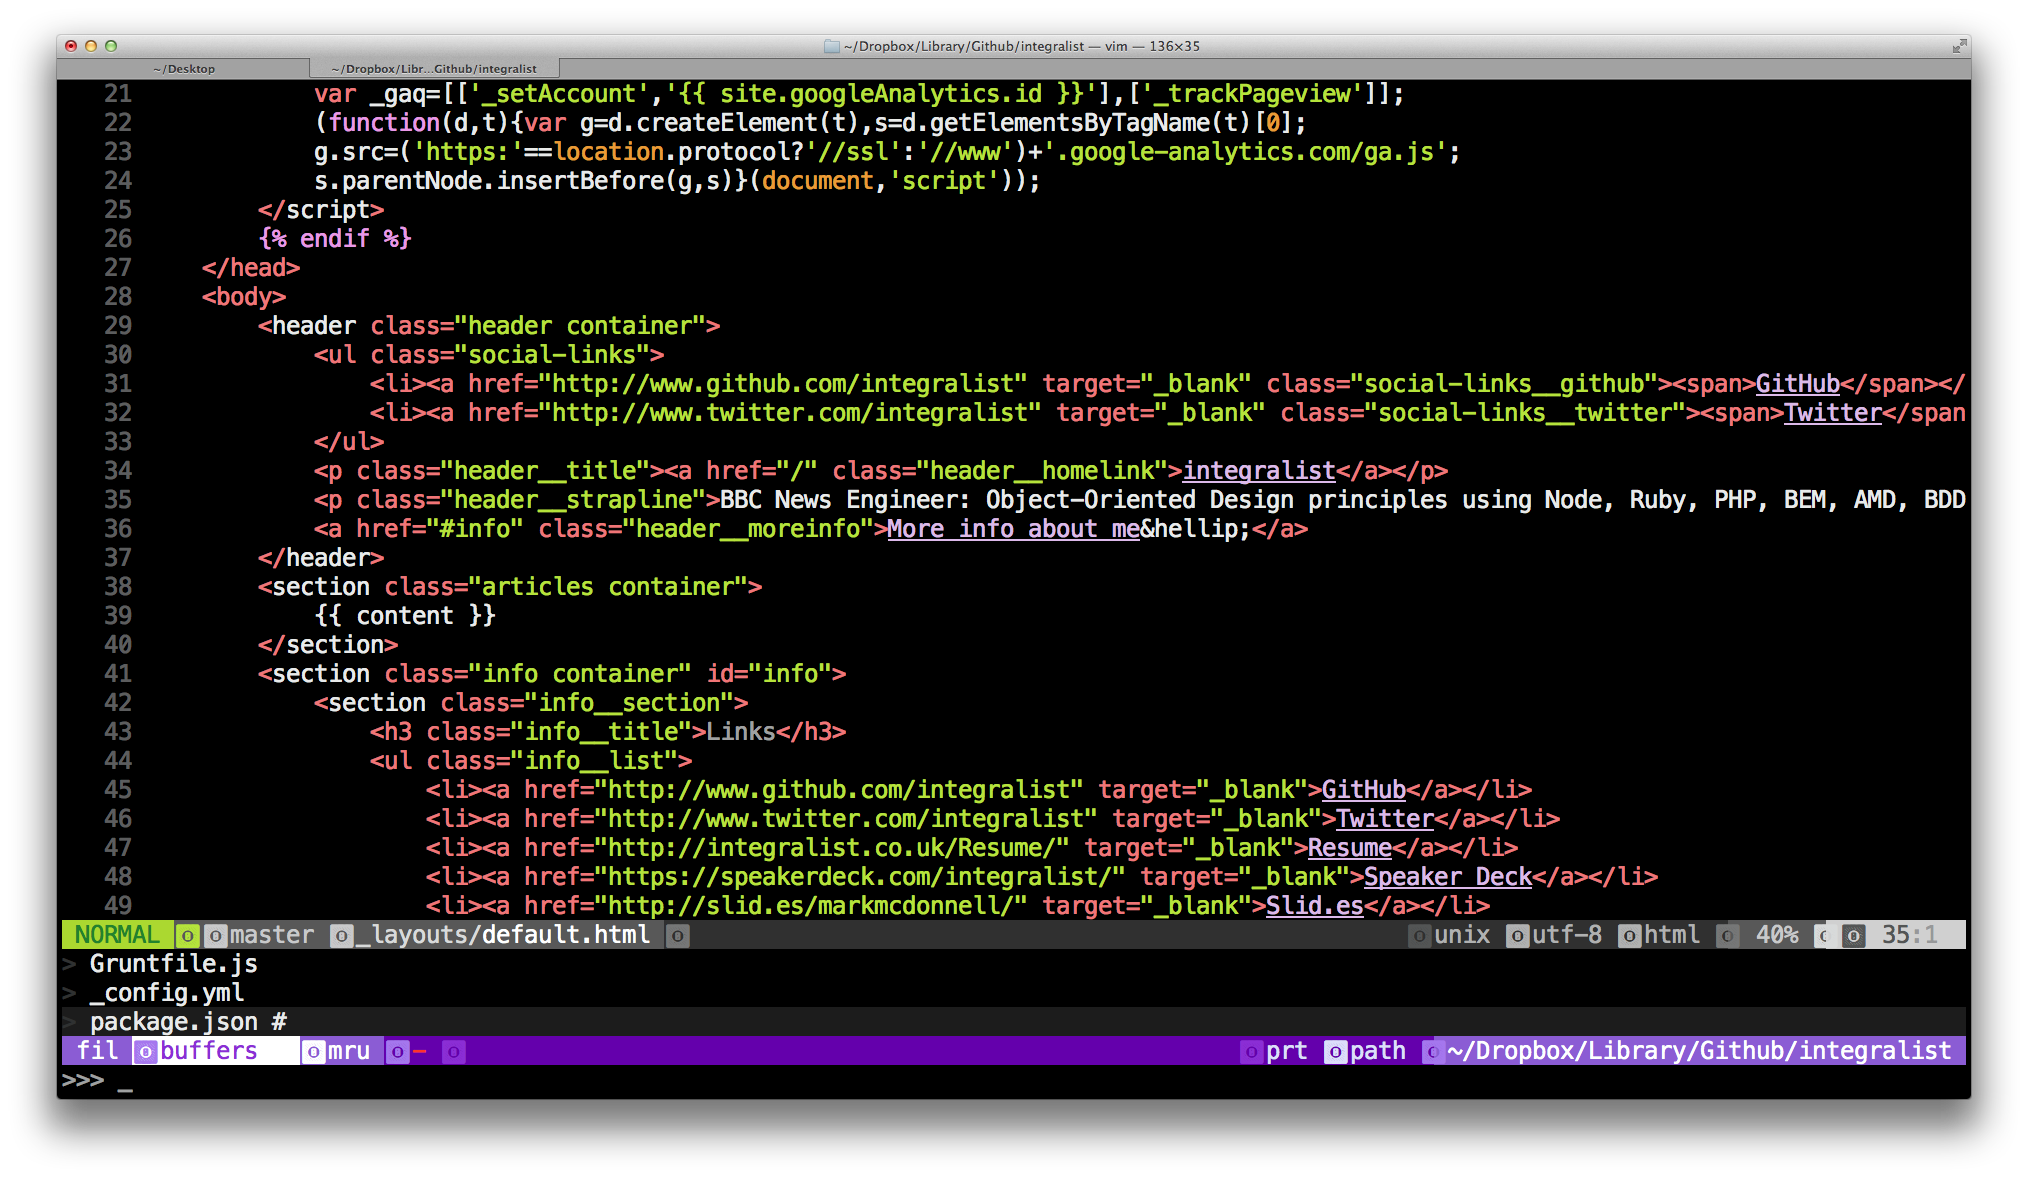 ~/Dropbox/Library/Github/integralist — vim — 136×35
~/Desktop ~/Dropbox/Libr...Github/integralist
21 var _gaq=[['_setAccount','{{ site.googleAnalytics.id }}'],['_trackPageview']];
22 (function(d,t){var g=d.createElement(t),s=d.getElementsByTagName(t)[0];
23 g.src=('https:'==location.protocol?'//ssl':'//www')+'.google-analytics.com/ga.js';
24 s.parentNode.insertBefore(g,s)}(document,'script'));
25 </script>
26 {% endif %}
27 </head>
28 <body>
29 <header class="header container">
30 <ul class="social-links">
31 <li><a href="http://www.github.com/integralist" target="_blank" class="social-links__github"><span>GitHub</span></
32 <li><a href="http://www.twitter.com/integralist" target="_blank" class="social-links__twitter"><span>Twitter</span
33 </ul>
34 <p class="header__title"><a href="/" class="header__homelink">integralist</a></p>
35 <p class="header__strapline">BBC News Engineer: Object-Oriented Design principles using Node, Ruby, PHP, BEM, AMD, BDD
36 <a href="#info" class="header__moreinfo">More info about me&hellip;</a>
37 </header>
38 <section class="articles container">
39 {{ content }}
40 </section>
41 <section class="info container" id="info">
42 <section class="info__section">
43 <h3 class="info__title">Links</h3>
44 <ul class="info__list">
45 <li><a href="http://www.github.com/integralist" target="_blank">GitHub</a></li>
46 <li><a href="http://www.twitter.com/integralist" target="_blank">Twitter</a></li>
47 <li><a href="http://integralist.co.uk/Resume/" target="_blank">Resume</a></li>
48 <li><a href="https://speakerdeck.com/integralist/" target="_blank">Speaker Deck</a></li>
49 <li><a href="http://slid.es/markmcdonnell/" target="_blank">Slid.es</a></li>
NORMAL master _layouts/default.html unix utf-8 html 40% 35:1
> Gruntfile.js
> _config.yml
> package.json #
fil buffers mru - prt path ~/Dropbox/Library/Github/integralist
>>> _